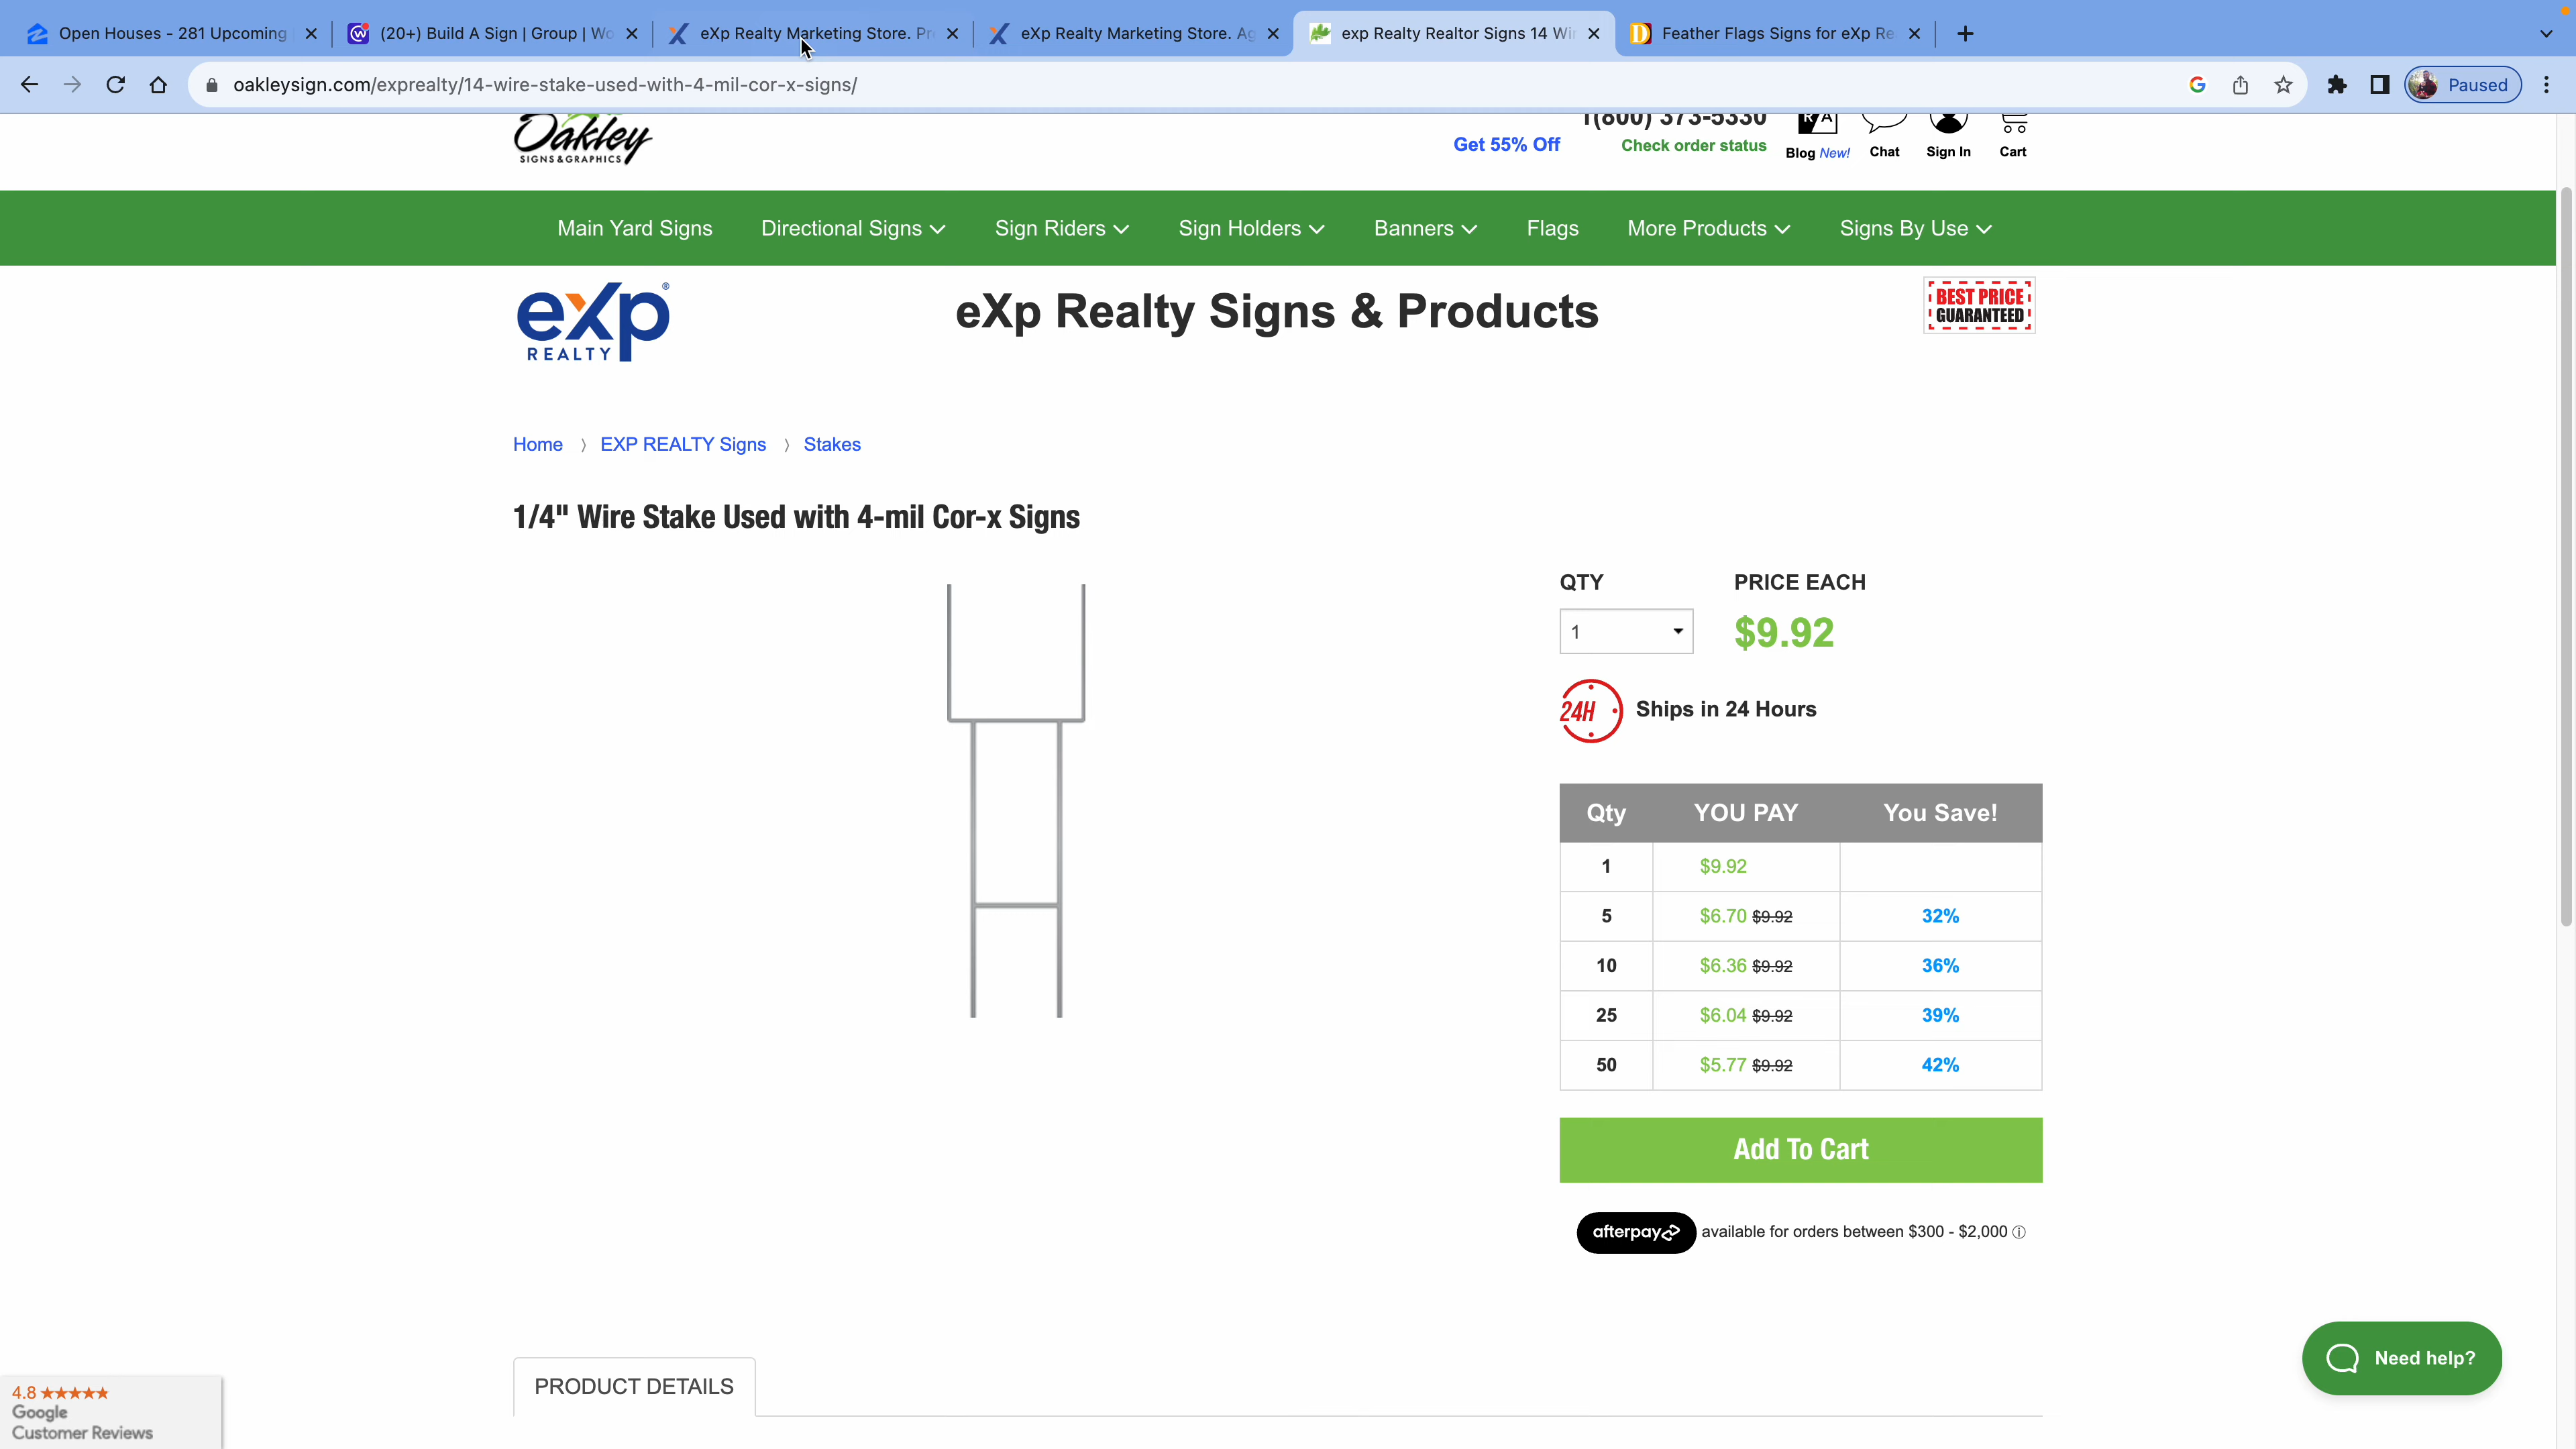 Open Houses - 281 Upcoming
(20+) Build A Sign | Group | Wo
eXp Realty Marketing Store. Pr
eXp Realty Marketing Store. Ag
exp Realty Realtor Signs 14 Wi
Feather Flags Signs for eXp Re
oakleysign.com/exprealty/14-wire-stake-used-with-4-mil-cor-x-signs/
Paused
Oakley
SIGNS & GRAPHICS
Get 55% Off
1(800) 373-5330
Check order status
Blog New!
Chat
Sign In
Cart
Main Yard Signs
Directional Signs
Sign Riders
Sign Holders
Banners
Flags
More Products
Signs By Use
eXp®
REALTY
eXp Realty Signs & Products
BEST PRICE
GUARANTEED
Home 〉 EXP REALTY Signs 〉 Stakes
1/4" Wire Stake Used with 4-mil Cor-x Signs
QTY PRICE EACH
1 $9.92
24H Ships in 24 Hours
Qty YOU PAY You Save!
1 $9.92
5 $6.70 $9.92 32%
10 $6.36 $9.92 36%
25 $6.04 $9.92 39%
50 $5.77 $9.92 42%
Add To Cart
afterpay available for orders between $300 - $2,000
Need help?
PRODUCT DETAILS
4.8 ★★★★★
Google
Customer Reviews